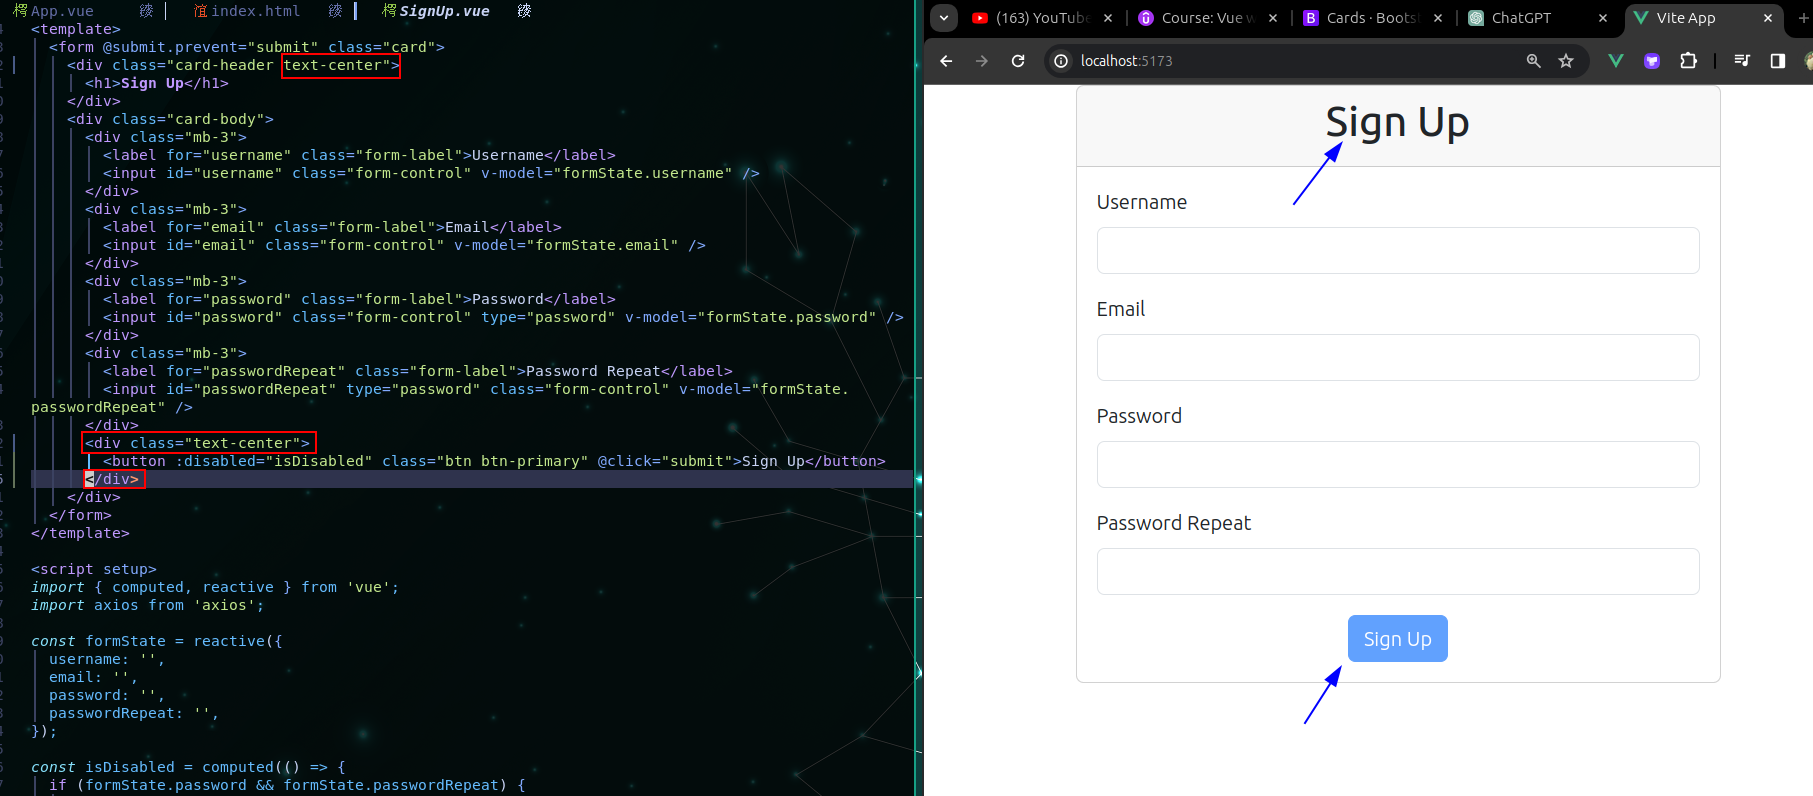 App.vue index.html SignUp.vue
<template>
<form @submit.prevent="submit" class="card">
<div class="card-header text-center">
<h1>Sign Up</h1>
</div>
<div class="card-body">
<div class="mb-3">
<label for="username" class="form-label">Username</label>
<input id="username" class="form-control" v-model="formState.username" />
</div>
<div class="mb-3">
<label for="email" class="form-label">Email</label>
<input id="email" class="form-control" v-model="formState.email" />
</div>
<div class="mb-3">
<label for="password" class="form-label">Password</label>
<input id="password" class="form-control" type="password" v-model="formState.password" />
</div>
<div class="mb-3">
<label for="passwordRepeat" class="form-label">Password Repeat</label>
<input id="passwordRepeat" type="password" class="form-control" v-model="formState.
passwordRepeat" />
</div>
<div class="text-center">
<button :disabled="isDisabled" class="btn btn-primary" @click="submit">Sign Up</button>
</div>
</div>
</form>
</template>
<script setup>
import { computed, reactive } from 'vue';
import axios from 'axios';
const formState = reactive({
username: '',
email: '',
password: '',
passwordRepeat: '',
});
const isDisabled = computed(() => {
if (formState.password && formState.passwordRepeat) {
(163) YouTube
Course: Vue w
Cards · Boots
ChatGPT
Vite App
localhost:5173
Sign Up
Username
Email
Password
Password Repeat
Sign Up